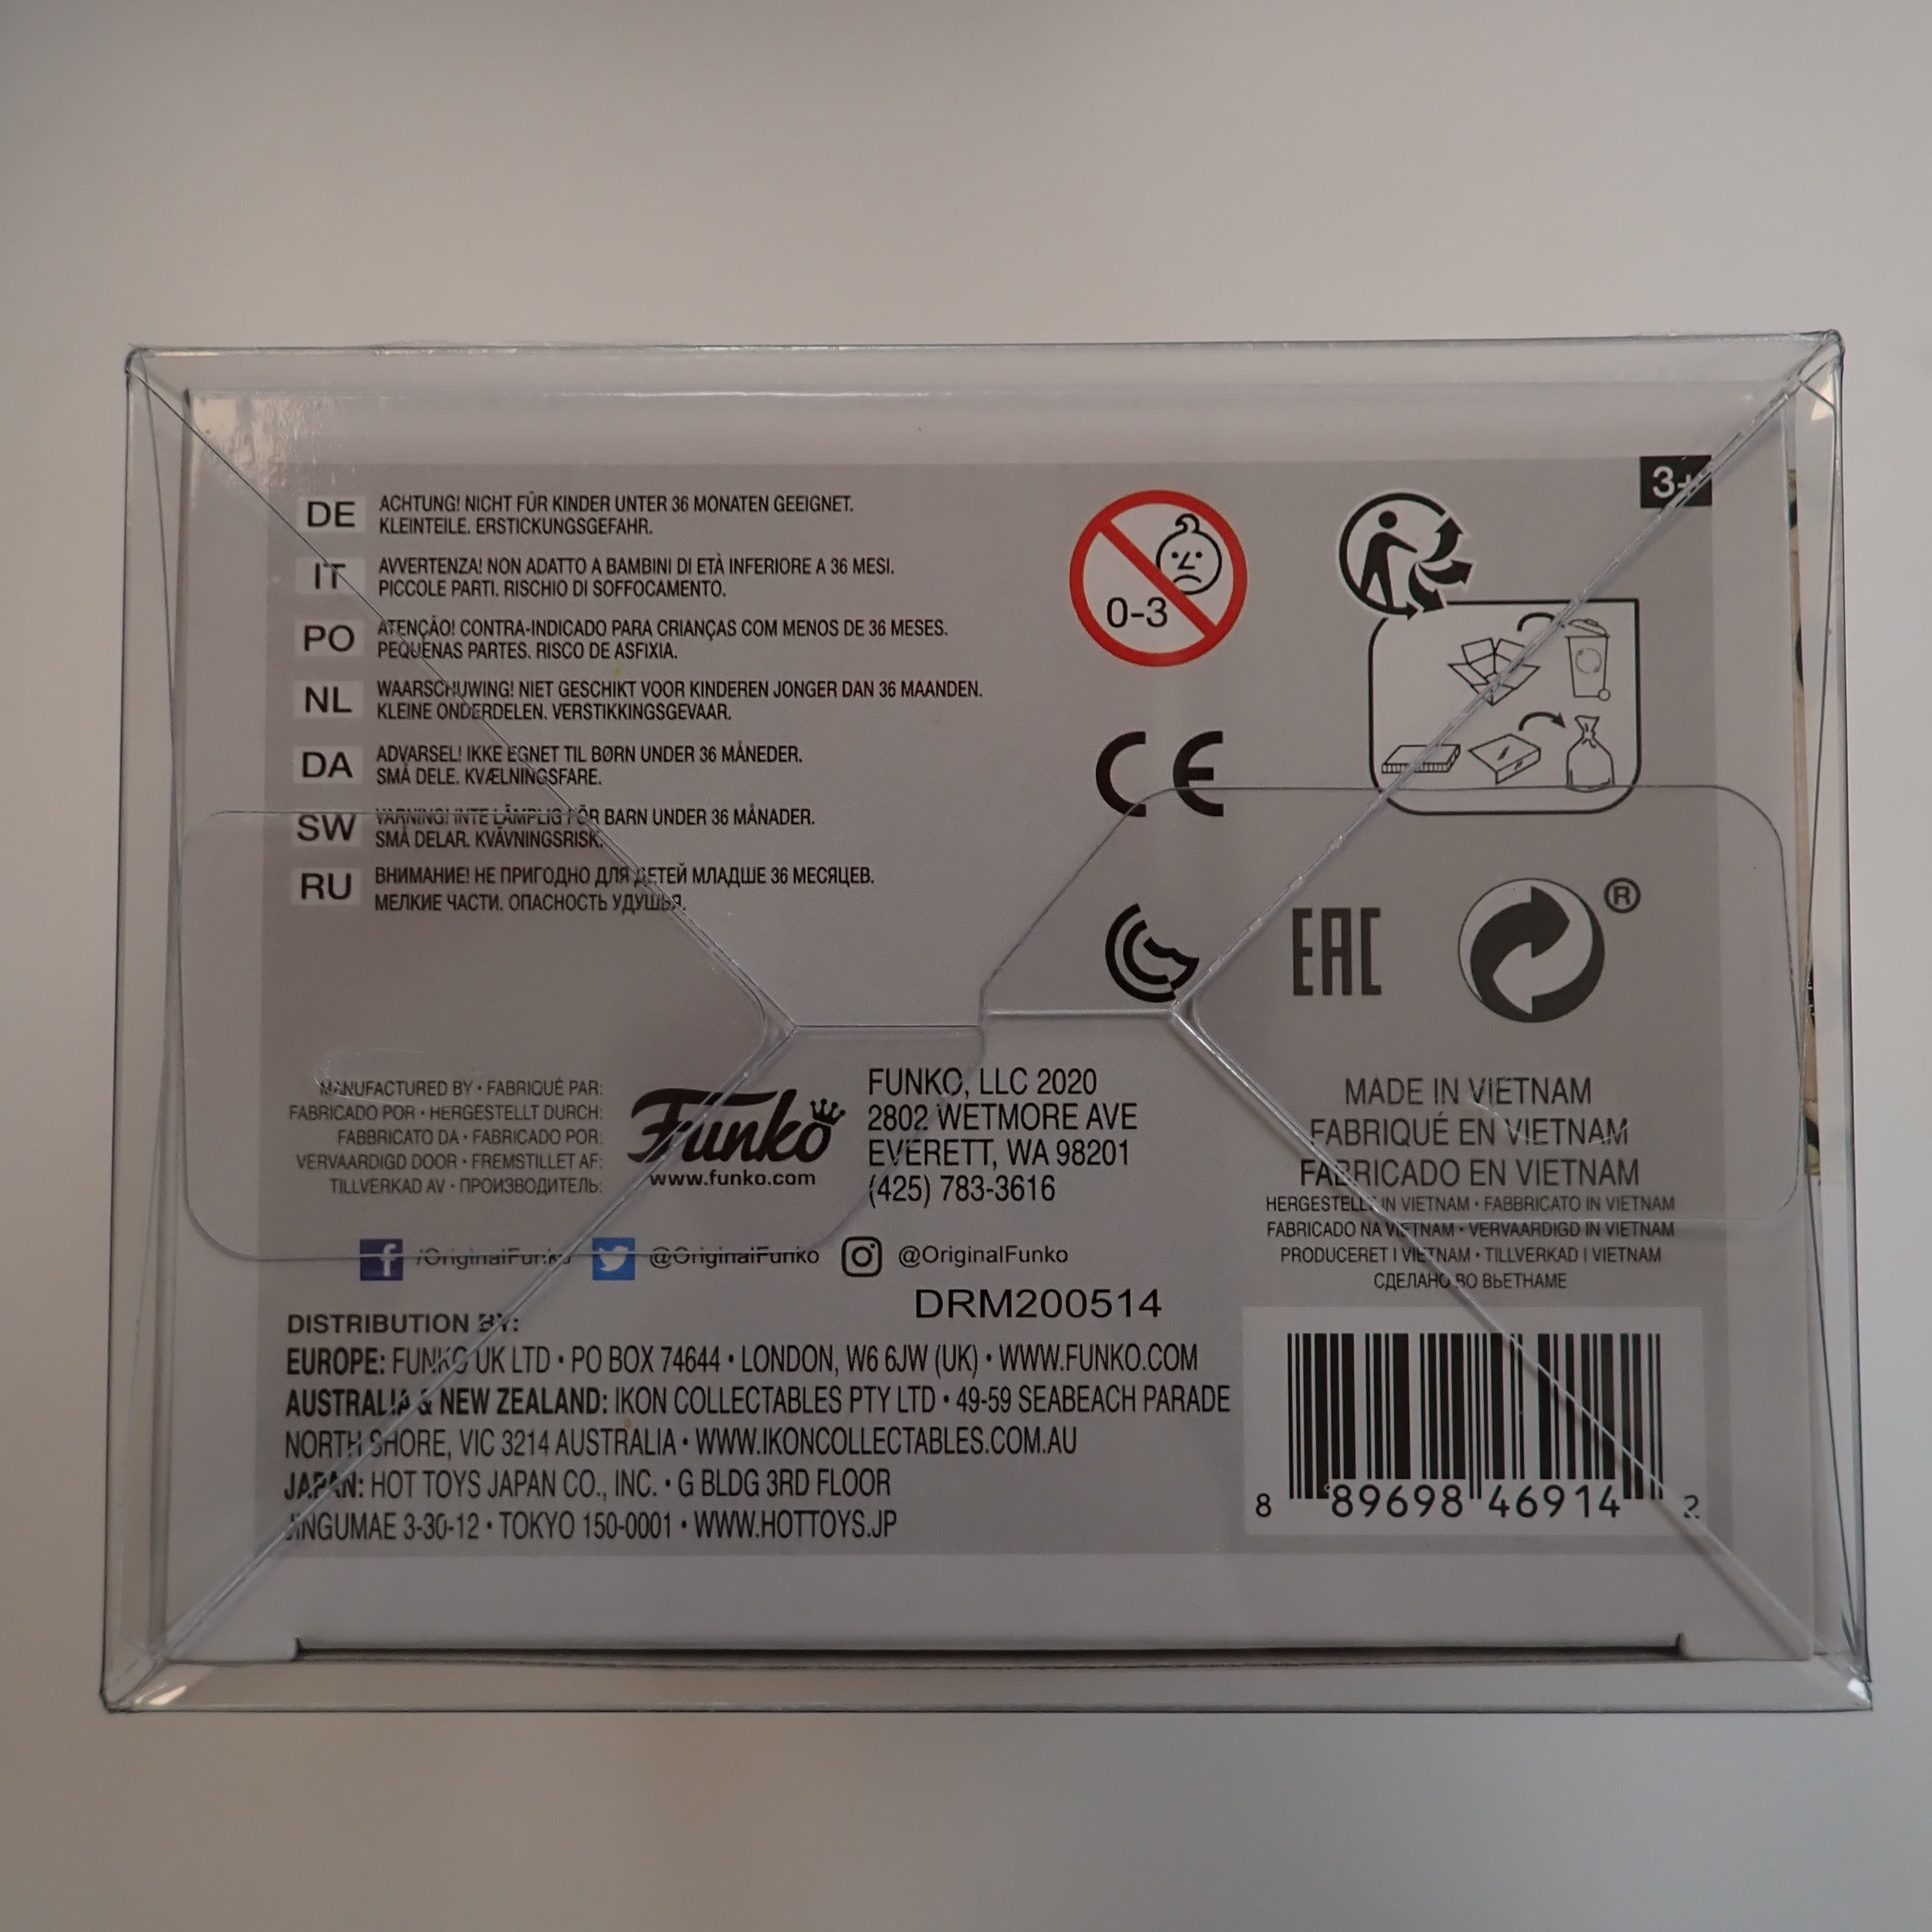 3+
DE
ACHTUNG! NICHT FÜR KINDER UNTER 36 MONATEN GEEIGNET.
KLEINTEILE. ERSTICKUNGSGEFAHR.
IT
AVVERTENZA! NON ADATTO A BAMBINI DI ETÀ INFERIORE A 36 MESI.
PICCOLE PARTI. RISCHIO DI SOFFOCAMENTO.
PO
ATENÇÃO! CONTRA-INDICADO PARA CRIANÇAS COM MENOS DE 36 MESES.
PEQUENAS PARTES. RISCO DE ASFIXIA.
NL
WAARSCHUWING! NIET GESCHIKT VOOR KINDEREN JONGER DAN 36 MAANDEN.
KLEINE ONDERDELEN. VERSTIKKINGSGEVAAR.
DA
ADVARSEL! IKKE EGNET TIL BØRN UNDER 36 MÅNEDER.
SMÅ DELE. KVÆLNINGSFARE.
SW
VARNING! INTE LÄMPLIG FÖR BARN UNDER 36 MÅNADER.
SMÅ DELAR. KVÄVNINGSRISK.
RU
ВНИМАНИЕ! НЕ ПРИГОДНО ДЛЯ ДЕТЕЙ МЛАДШЕ 36 МЕСЯЦЕВ.
МЕЛКИЕ ЧАСТИ. ОПАСНОСТЬ УДУШЬЯ.
0-3
CE
EAC
®
MANUFACTURED BY • FABRIQUÉ PAR:
FABRICADO POR • HERGESTELLT DURCH:
FABBRICATO DA • FABRICADO POR:
VERVAARDIGD DOOR • FREMSTILLET AF:
TILLVERKAD AV • ПРОИЗВОДИТЕЛЬ:
Funko
www.funko.com
FUNKO, LLC 2020
2802 WETMORE AVE
EVERETT, WA 98201
(425) 783-3616
MADE IN VIETNAM
FABRIQUÉ EN VIETNAM
FABRICADO EN VIETNAM
HERGESTELLT IN VIETNAM • FABBRICATO IN VIETNAM
FABRICADO NA VIETNAM • VERVAARDIGD IN VIETNAM
PRODUCERET I VIETNAM • TILLVERKAD I VIETNAM
СДЕЛАНО ВО ВЬЕТНАМЕ
/OriginalFunko @OriginalFunko @OriginalFunko
DRM200514
DISTRIBUTION BY:
EUROPE: FUNKO UK LTD • PO BOX 74644 • LONDON, W6 6JW (UK) • WWW.FUNKO.COM
AUSTRALIA & NEW ZEALAND: IKON COLLECTABLES PTY LTD • 49-59 SEABEACH PARADE
NORTH SHORE, VIC 3214 AUSTRALIA • WWW.IKONCOLLECTABLES.COM.AU
JAPAN: HOT TOYS JAPAN CO., INC. • G BLDG 3RD FLOOR
JINGUMAE 3-30-12 • TOKYO 150-0001 • WWW.HOTTOYS.JP
8 89698 46914 2